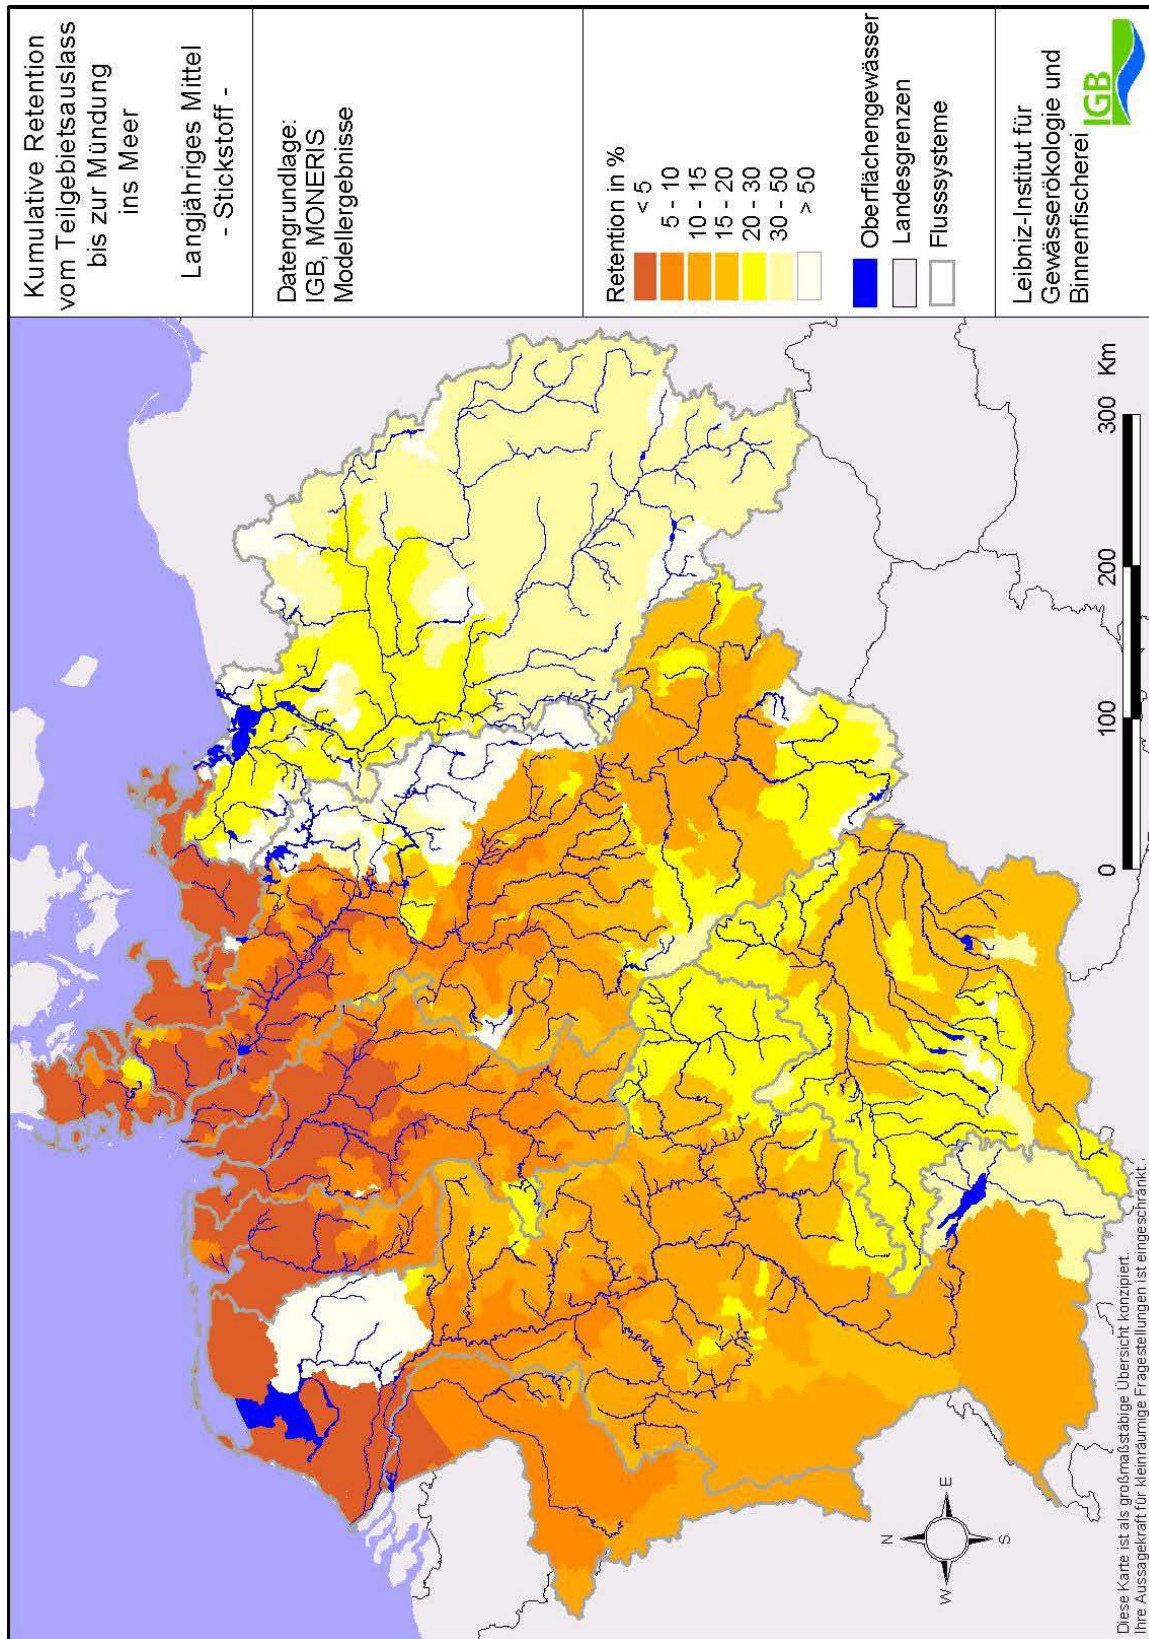 Kumulative Retention
vom Teilgebietsauslass
bis zur Mündung
ins Meer
Langjähriges Mittel
- Stickstoff -
Datengrundlage:
IGB, MONERIS
Modellergebnisse
Retention in %
< 5
5 - 10
10 - 15
15 - 20
20 - 30
30 - 50
> 50
Oberflächengewässer
Landesgrenzen
Flusssysteme
Leibniz-Institut für
Gewässerökologie und
Binnenfischerei
IGB
0 100 200 300 Km
N
W E
S
Diese Karte ist als großmaßstäbige Übersicht konzipiert.
Ihre Aussagekraft für kleinräumige Fragestellungen ist eingeschränkt.